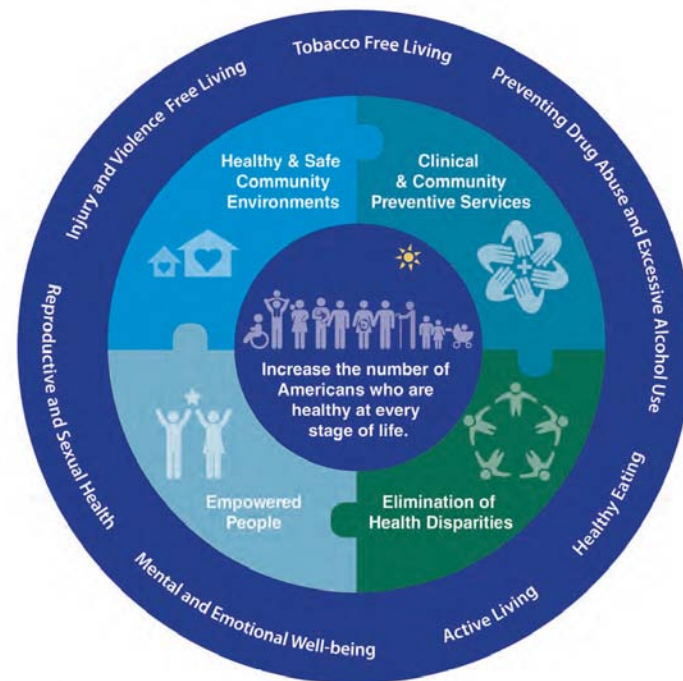 Tobacco Free Living
Preventing Drug Abuse and Excessive Alcohol Use
Healthy Eating
Active Living
Mental and Emotional Well-being
Reproductive and Sexual Health
Injury and Violence Free Living
Healthy & Safe
Community
Environments
Clinical
& Community
Preventive Services
Increase the number of
Americans who are
healthy at every
stage of life.
Empowered
People
Elimination of
Health Disparities